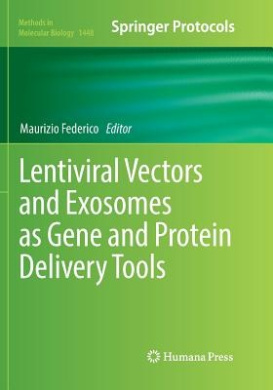 Methods in
Molecular Biology 1448
Springer Protocols
Maurizio Federico Editor
Lentiviral Vectors
and Exosomes
as Gene and Protein
Delivery Tools
Humana Press